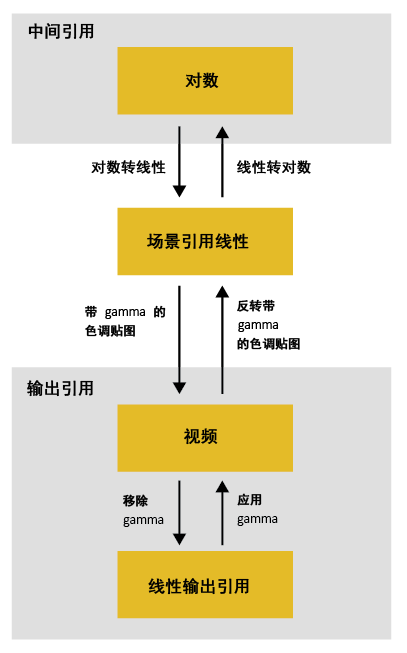 中间引用
对数
对数转线性
线性转对数
场景引用线性
带 gamma 的
色调贴图
反转带
gamma
的色调贴图
输出引用
视频
移除
gamma
应用
gamma
线性输出引用